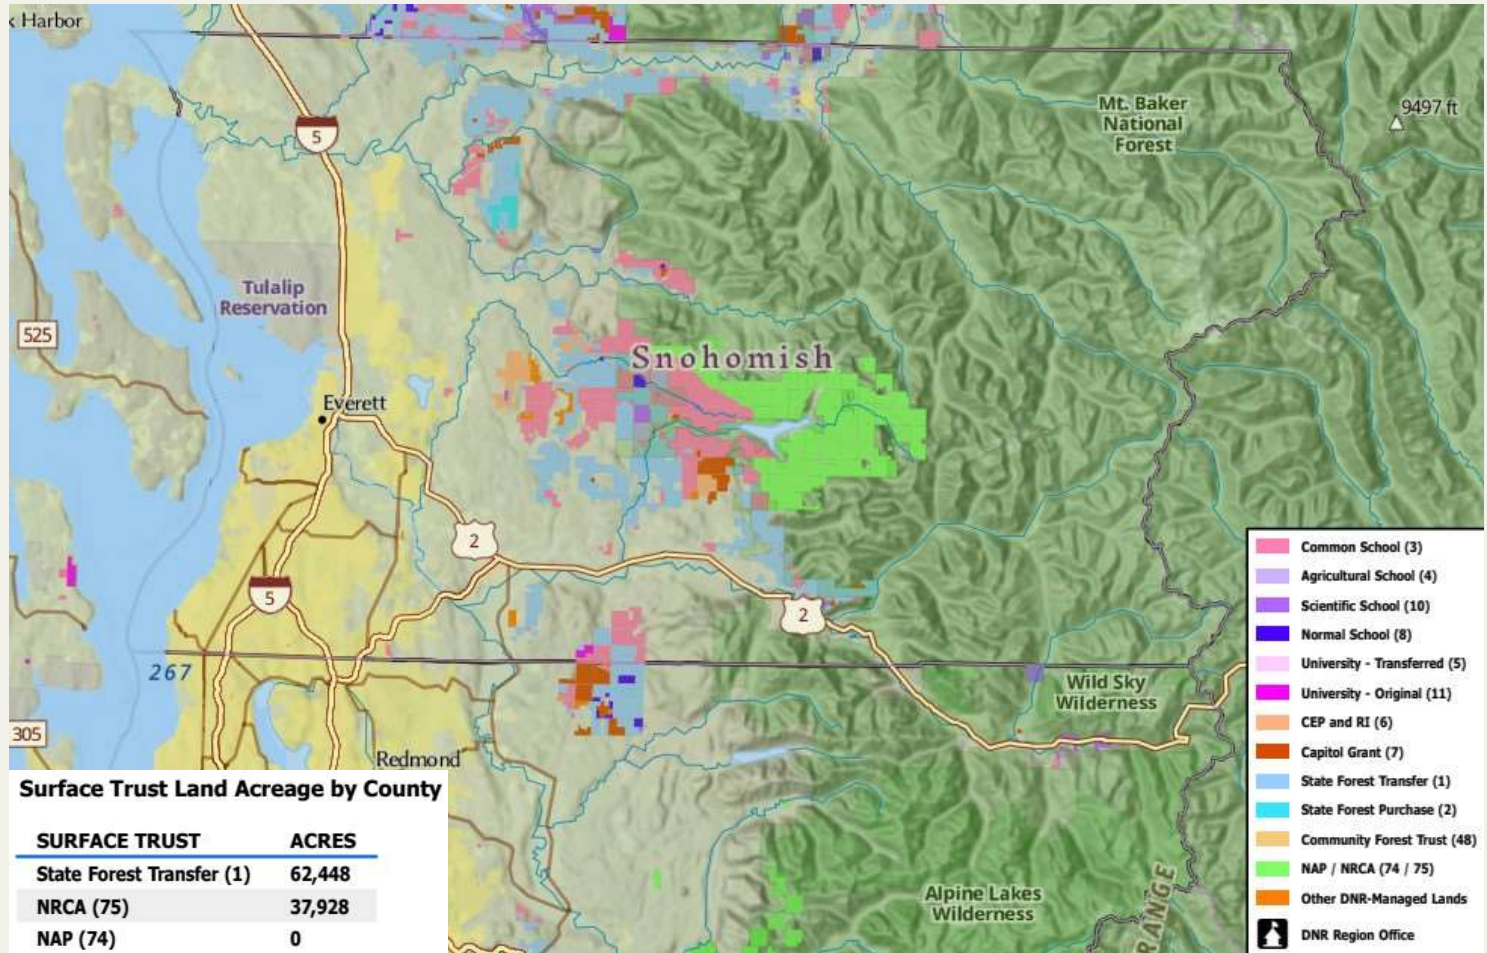 k Harbor
5
Mt. Baker
National
Forest
9497 ft
Tulalip
Reservation
525
Snohomish
Everett
2
5
2
267
Wild Sky
Wilderness
305
Redmond
Alpine Lakes
Wilderness
RANGE
Surface Trust Land Acreage by County
SURFACE TRUST ACRES
State Forest Transfer (1) 62,448
NRCA (75) 37,928
NAP (74) 0
Common School (3)
Agricultural School (4)
Scientific School (10)
Normal School (8)
University - Transferred (5)
University - Original (11)
CEP and RI (6)
Capitol Grant (7)
State Forest Transfer (1)
State Forest Purchase (2)
Community Forest Trust (48)
NAP / NRCA (74 / 75)
Other DNR-Managed Lands
DNR Region Office